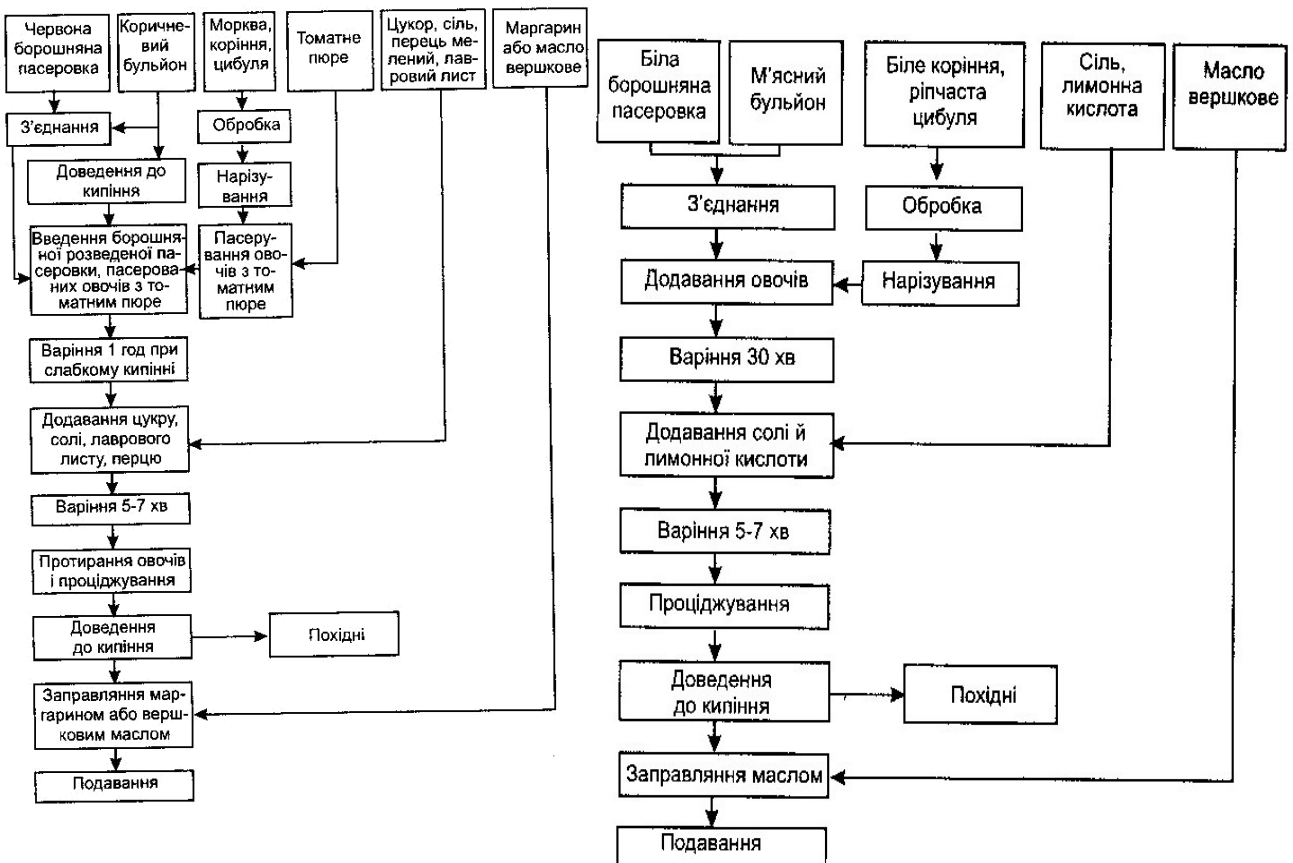 Червона
борошняна
пасеровка
Коричне-
вий
бульйон
Морква,
коріння,
цибуля
Томатне
пюре
Цукор, сіль,
перець ме-
лений, лав-
ровий лист
Маргарин
або масло
вершкове
З'єднання
Обробка
Доведення до
кипіння
Нарізу-
вання
Введення борошня-
ної розведеної па-
серовки, пасерова-
них овочів з то-
матним пюре
Пасеру-
вання ово-
чів з то-
матним
пюре
Варіння 1 год при
слабкому кипінні
Додавання цукру,
солі, лаврового
листу, перцю
Варіння 5-7 хв
Протирання овочів
і проціджування
Доведення
до кипіння
Похідні
Заправляння мар-
гарином або верш-
ковим маслом
Подавання
Біла
борошняна
пасеровка
М'ясний
бульйон
Біле коріння,
ріпчаста
цибуля
Сіль,
лимонна
кислота
Масло
вершкове
З'єднання
Обробка
Додавання овочів
Нарізування
Варіння 30 хв
Додавання солі й
лимонної кислоти
Варіння 5-7 хв
Проціджування
Доведення
до кипіння
Похідні
Заправляння маслом
Подавання